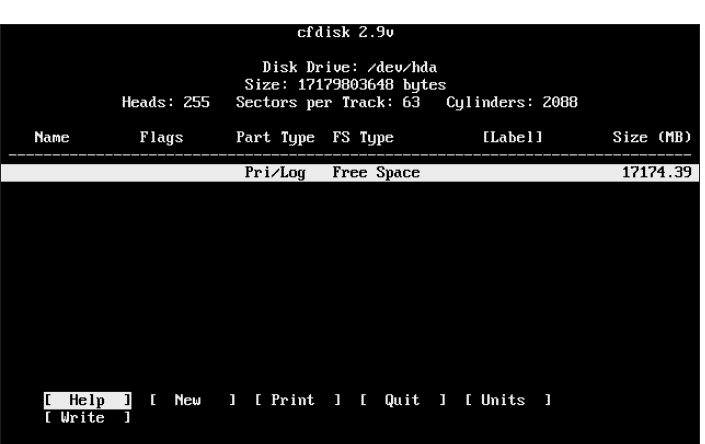 cfdisk 2.9v
Disk Drive: /dev/hda
Size: 17179803648 bytes
Heads: 255 Sectors per Track: 63 Cylinders: 2088
Name Flags Part Type FS Type [Label] Size (MB)
Pri/Log Free Space 17174.39
[ Help ] [ New ] [ Print ] [ Quit ] [ Units ]
[ Write ]